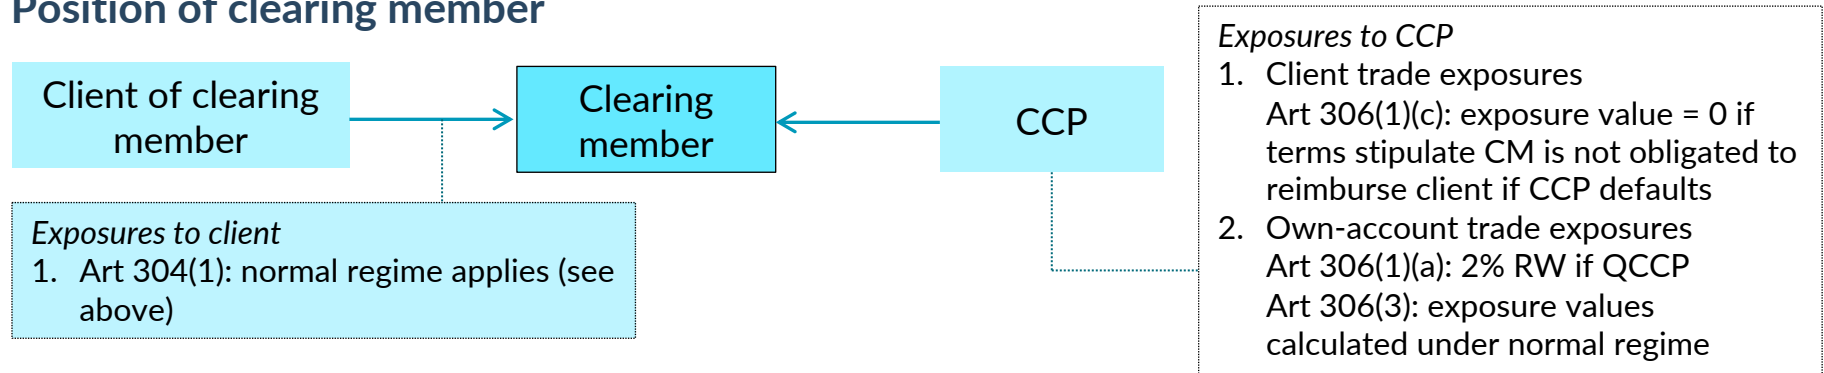 Position of clearing member
Client of clearing
member
Clearing
member
CCP
Exposures to client
1. Art 304(1): normal regime applies (see
above)
Exposures to CCP
1. Client trade exposures
Art 306(1)(c): exposure value = 0 if
terms stipulate CM is not obligated to
reimburse client if CCP defaults
2. Own-account trade exposures
Art 306(1)(a): 2% RW if QCCP
Art 306(3): exposure values
calculated under normal regime